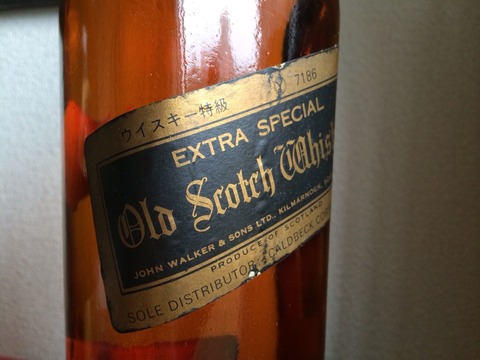 ウイスキー特級 7186
EXTRA SPECIAL
Old Scotch
JOHN WALKER & SONS LTD., KILMARNOCK,
PRODUCE OF SCOTLAND
SOLE DISTRIBUTOR: CALDBECK